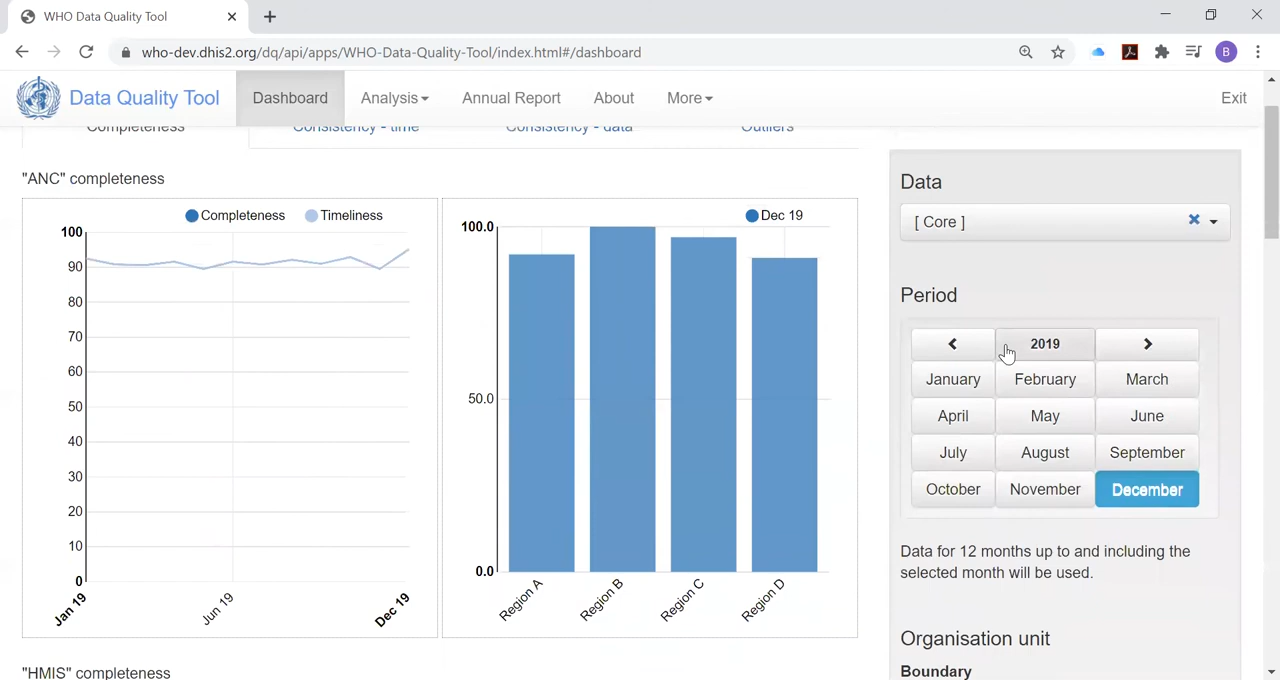 WHO Data Quality Tool
who-dev.dhis2.org/dq/api/apps/WHO-Data-Quality-Tool/index.html#/dashboard
B
Data Quality Tool
Dashboard
Analysis
Annual Report
About
More
Exit
Completeness
Consistency - time
Consistency - data
Outliers
"ANC" completeness
Completeness
Timeliness
100
90
80
70
60
50
40
30
20
10
0
Jan 19
Jun 19
Dec 19
Dec 19
100.0
50.0
0.0
Region A
Region B
Region C
Region D
"HMIS" completeness
Data
[ Core ]
Period
2019
January
February
March
April
May
June
July
August
September
October
November
December
Data for 12 months up to and including the
selected month will be used.
Organisation unit
Boundary